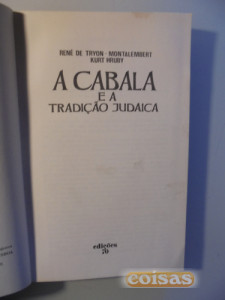 RENÉ DE TRYON - MONTALEMBERT
KURT HRUBY
A CABALA
E A
TRADIÇÃO JUDAICA
edições
70
coisas